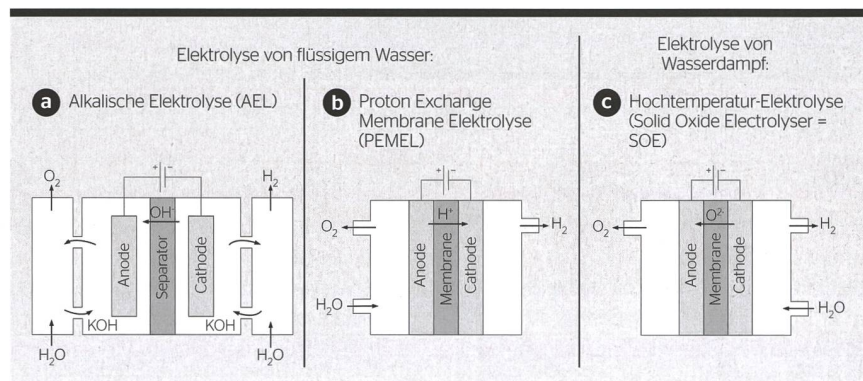 Elektrolyse von flüssigem Wasser:
Elektrolyse von
Wasserdampf:
a Alkalische Elektrolyse (AEL)
b Proton Exchange
Membrane Elektrolyse
(PEMEL)
c Hochtemperatur-Elektrolyse
(Solid Oxide Electrolyser =
SOE)
O₂
+ −
H₂
OH⁻
Anode
Separator
Cathode
KOH
KOH
H₂O
H₂O
+ −
H⁺
O₂
H₂
Anode
Membrane
Cathode
H₂O
+ −
O²⁻
O₂
H₂
Anode
Membrane
Cathode
H₂O